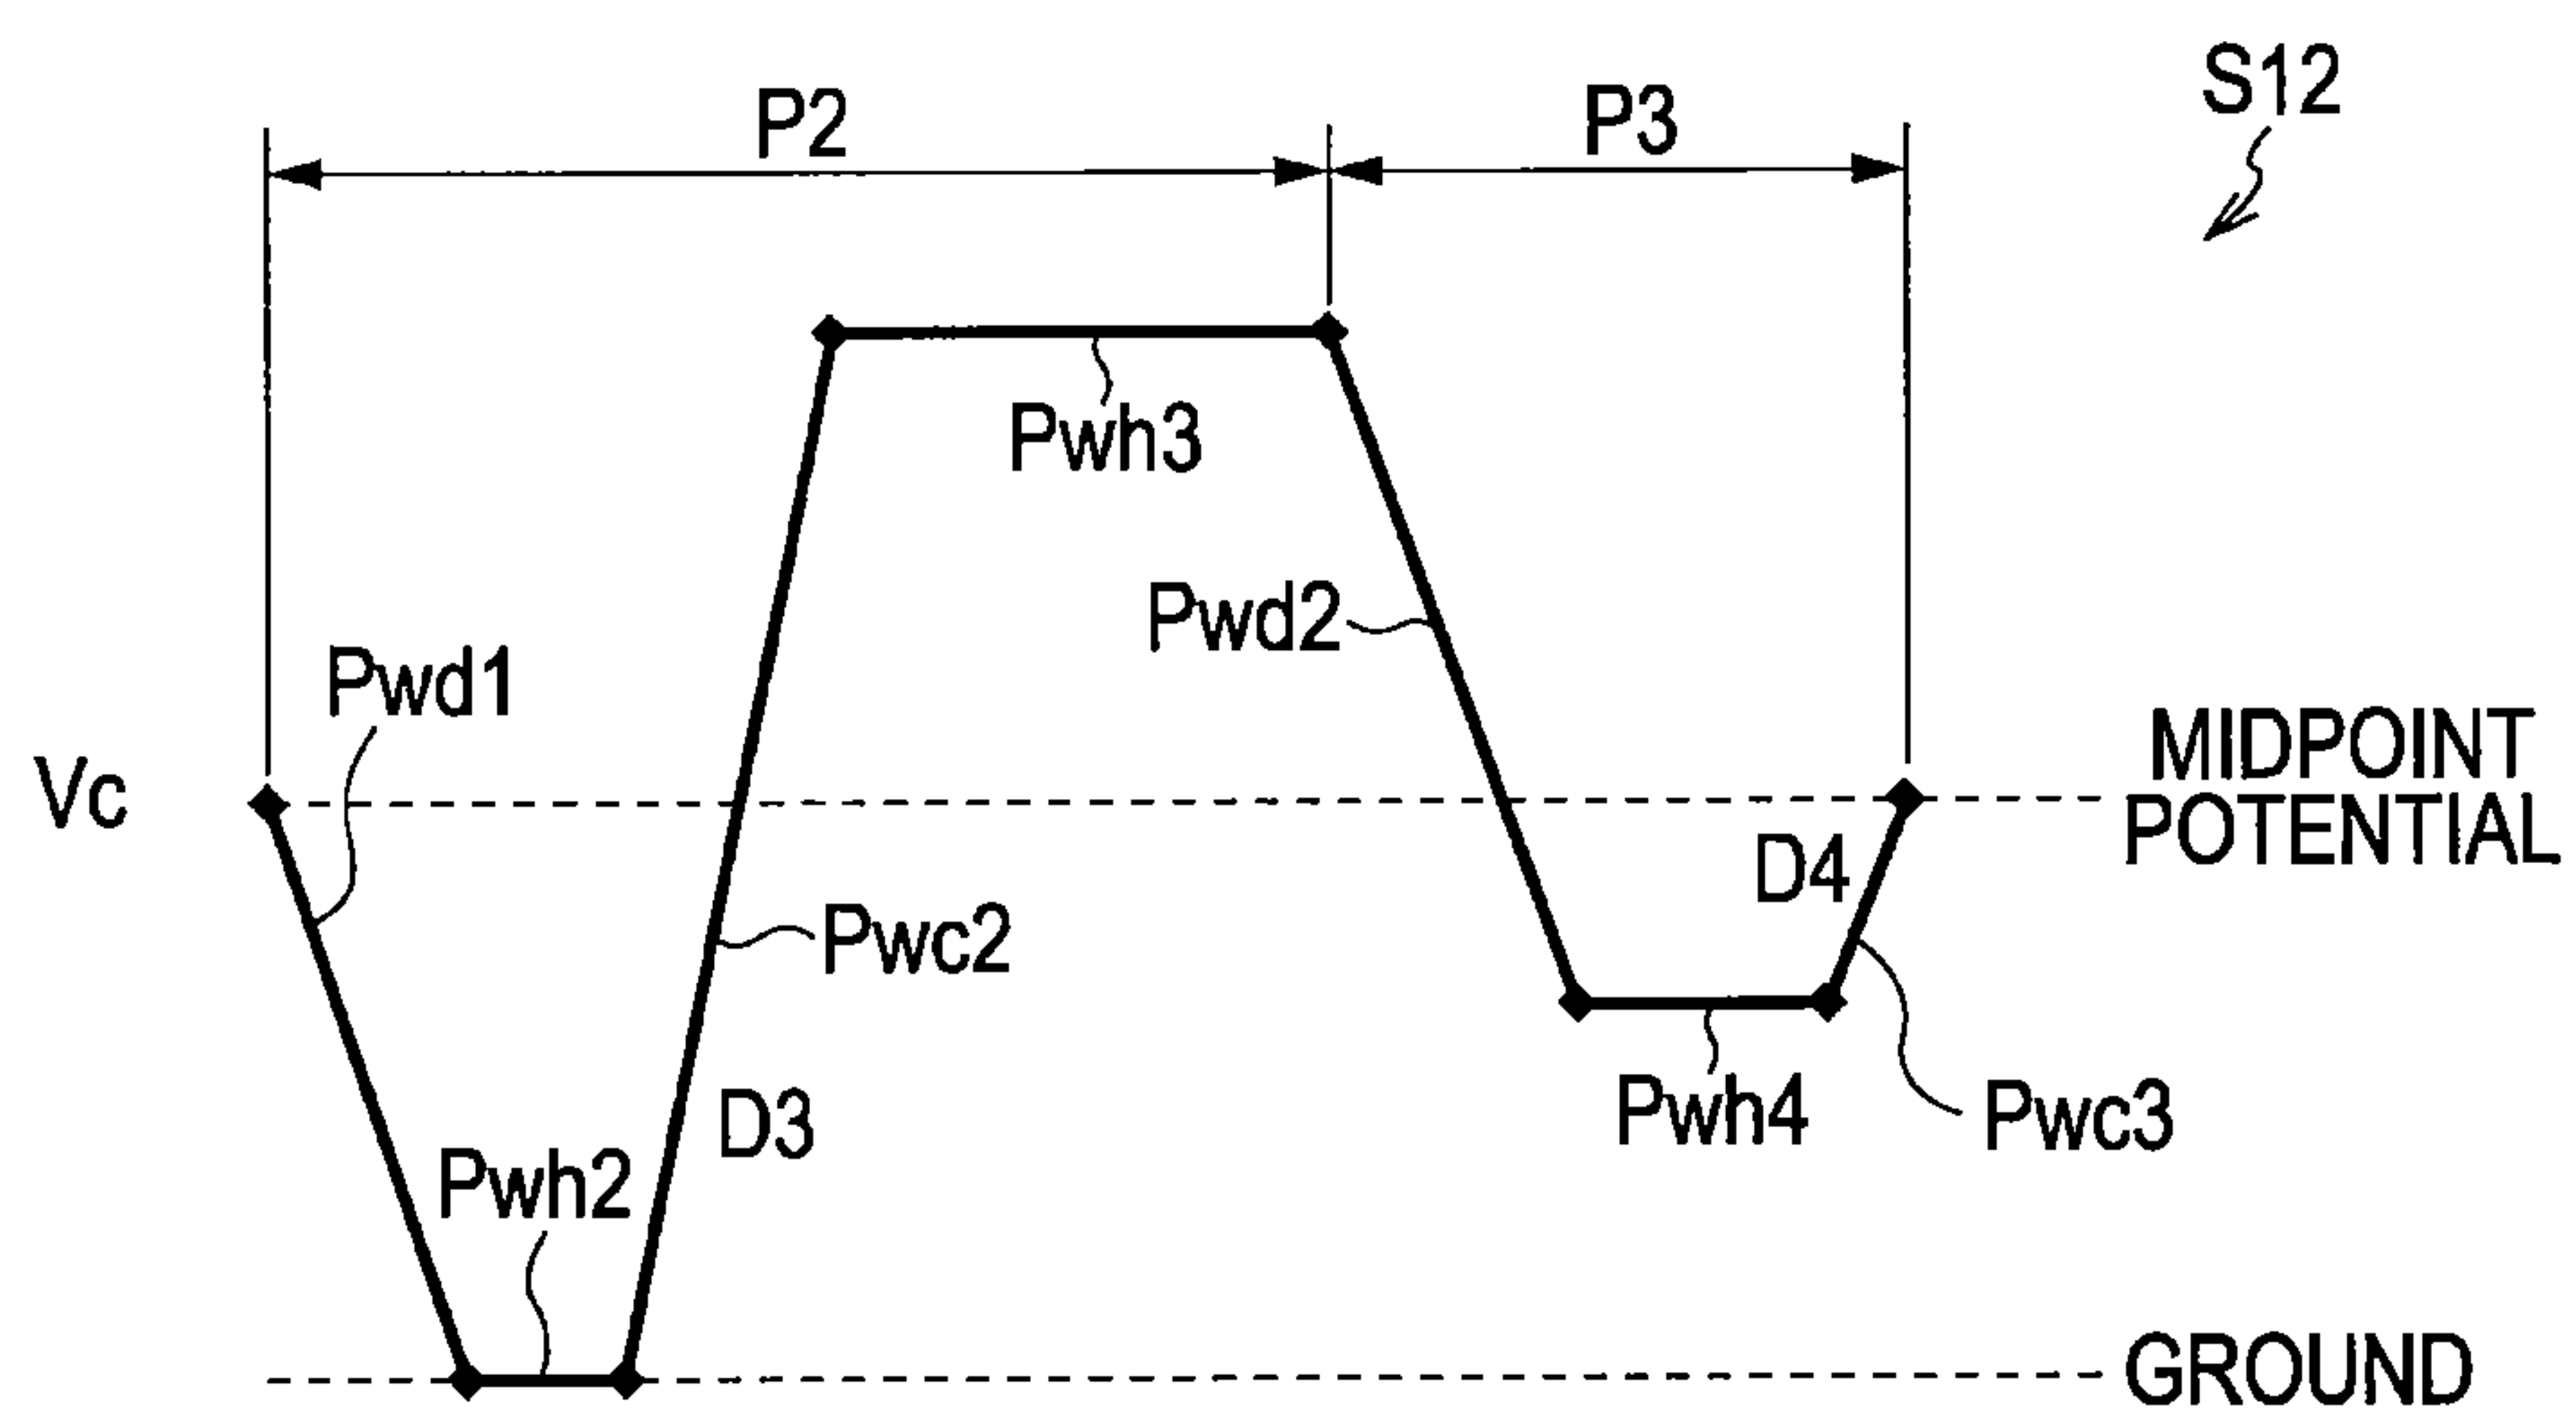 S12
P2
P3
Pwh3
Pwd2
Pwd1
Vc
MIDPOINT
POTENTIAL
D4
Pwc2
D3
Pwh4
Pwc3
Pwh2
GROUND